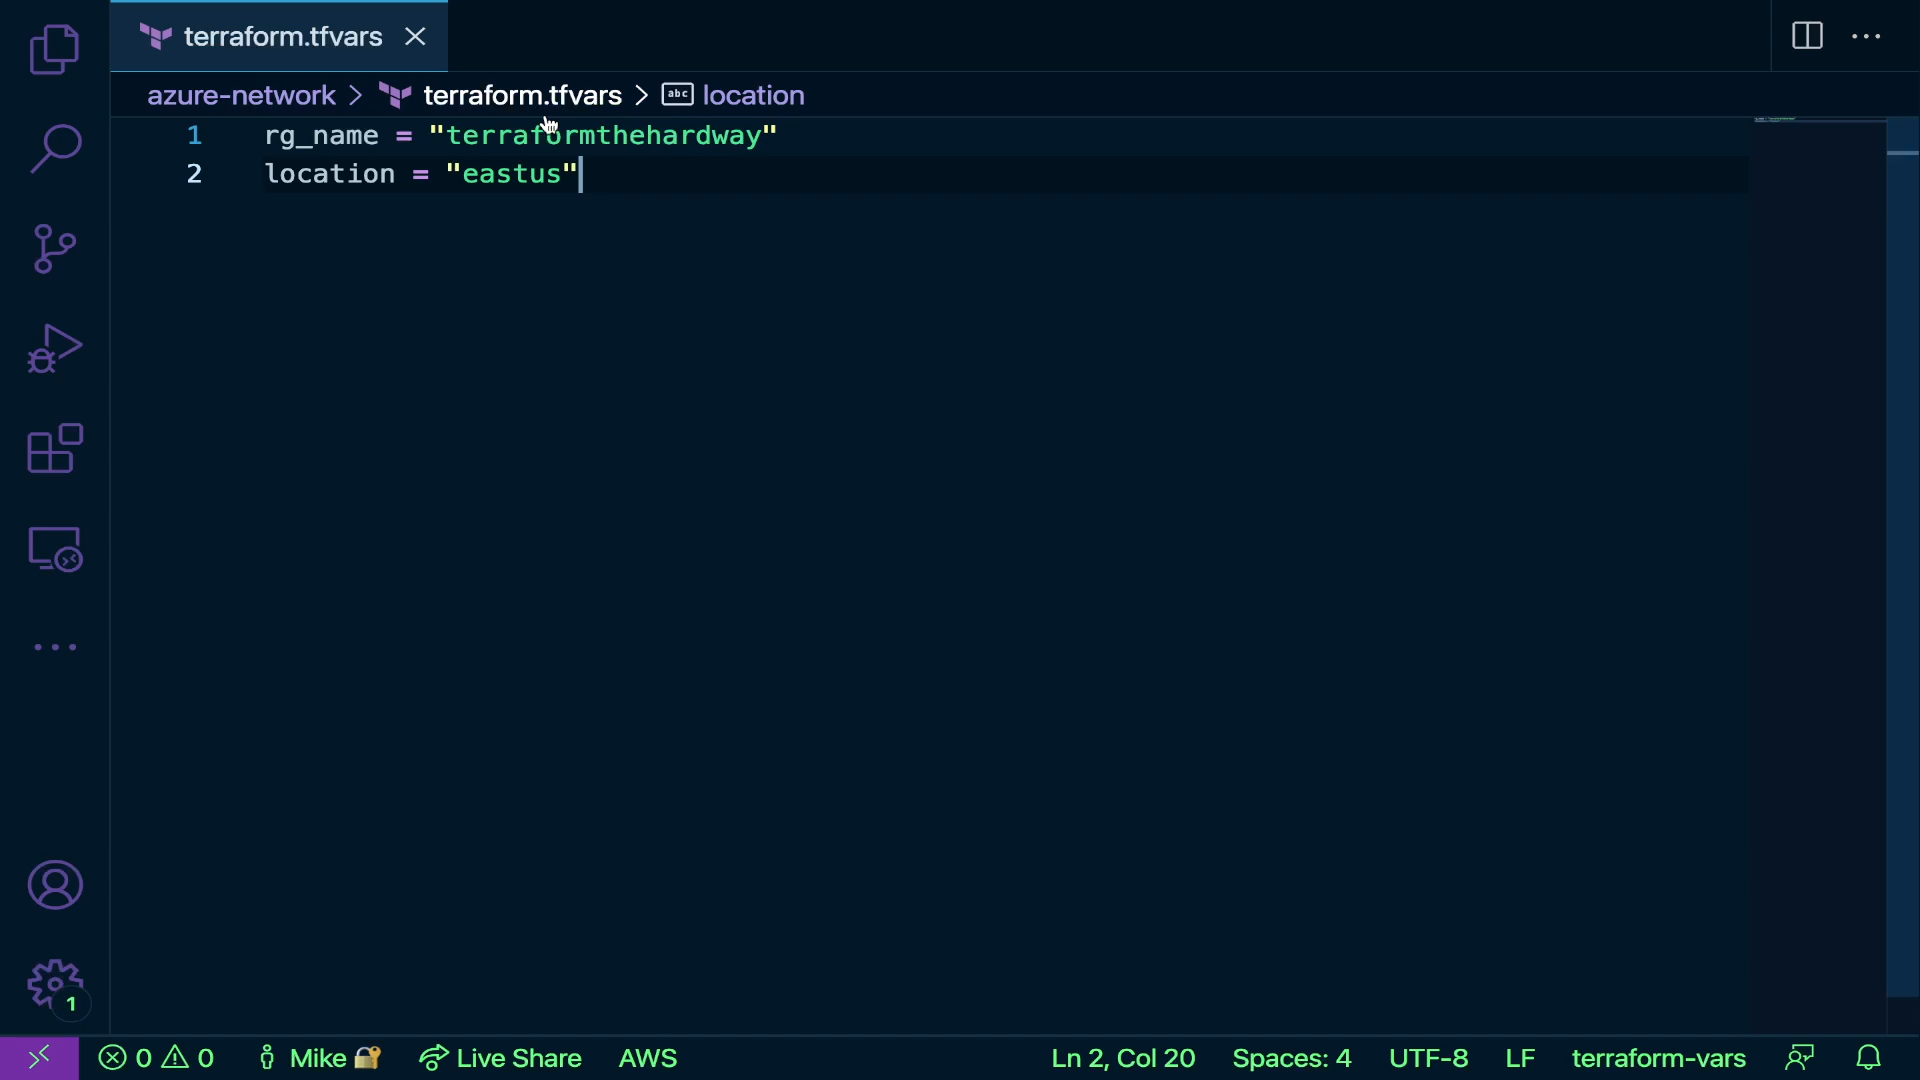 terraform.tfvars
azure-network > terraform.tfvars > abc location
1 rg_name = "terraformthehardway"
2 location = "eastus"
1
0 0 Mike Live Share AWS Ln 2, Col 20 Spaces: 4 UTF-8 LF terraform-vars